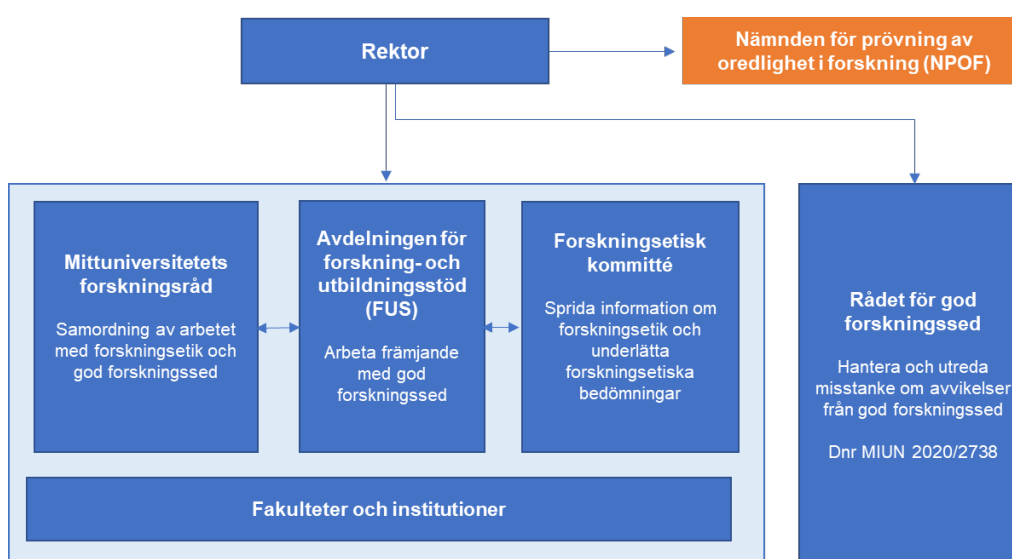 Rektor
Nämnden för prövning av
oredlighet i forskning (NPOF)
Mittuniversitetets
forskningsråd
Samordning av arbetet
med forskningsetik och
god forskningssed
Avdelningen för
forskning- och
utbildningsstöd
(FUS)
Arbeta främjande
med god
forskningssed
Forskningsetisk
kommitté
Sprida information om
forskningsetik och
underlätta
forskningsetiska
bedömningar
Rådet för god
forskningssed
Hantera och utreda
misstanke om avvikelser
från god forskningssed
Dnr MIUN 2020/2738
Fakulteter och institutioner